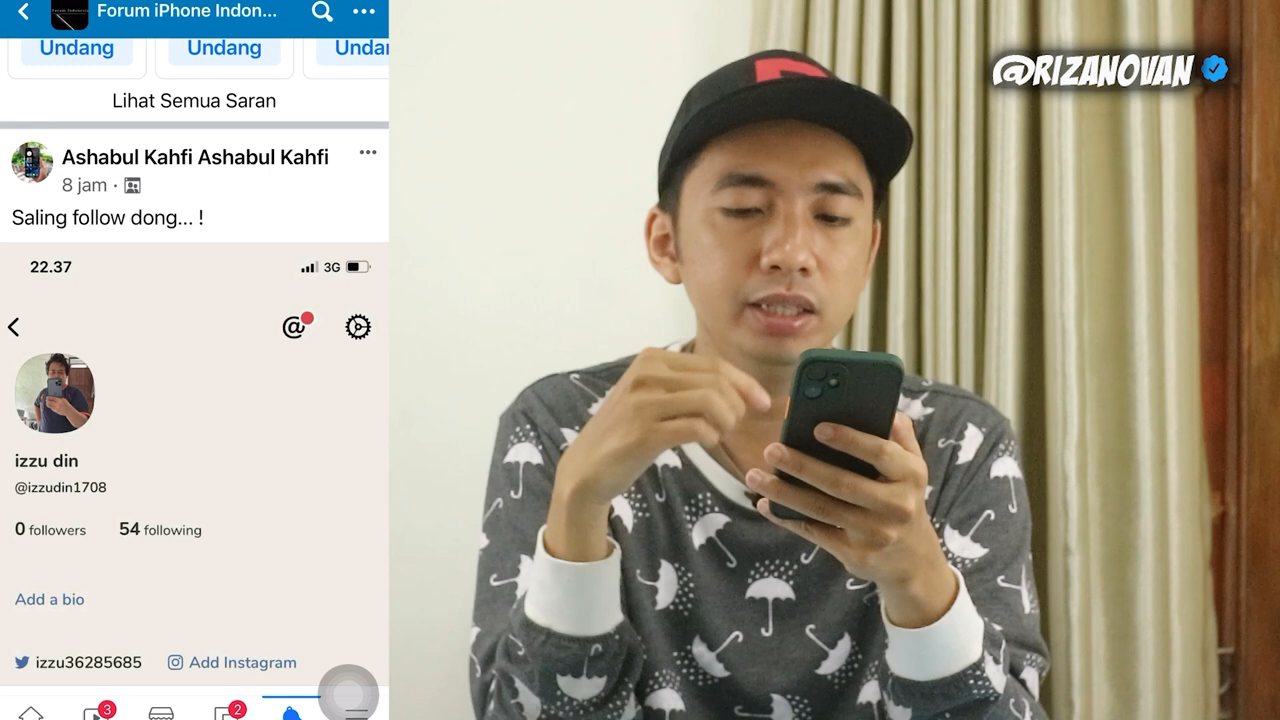 Forum iPhone Indon...
Undang
Undang
Undar
Lihat Semua Saran
Ashabul Kahfi Ashabul Kahfi
8 jam ·
Saling follow dong... !
22.37
3G
@
izzu din
@izzudin1708
0 followers 54 following
Add a bio
izzu36285685 Add Instagram
3
2
@RIZANOVAN